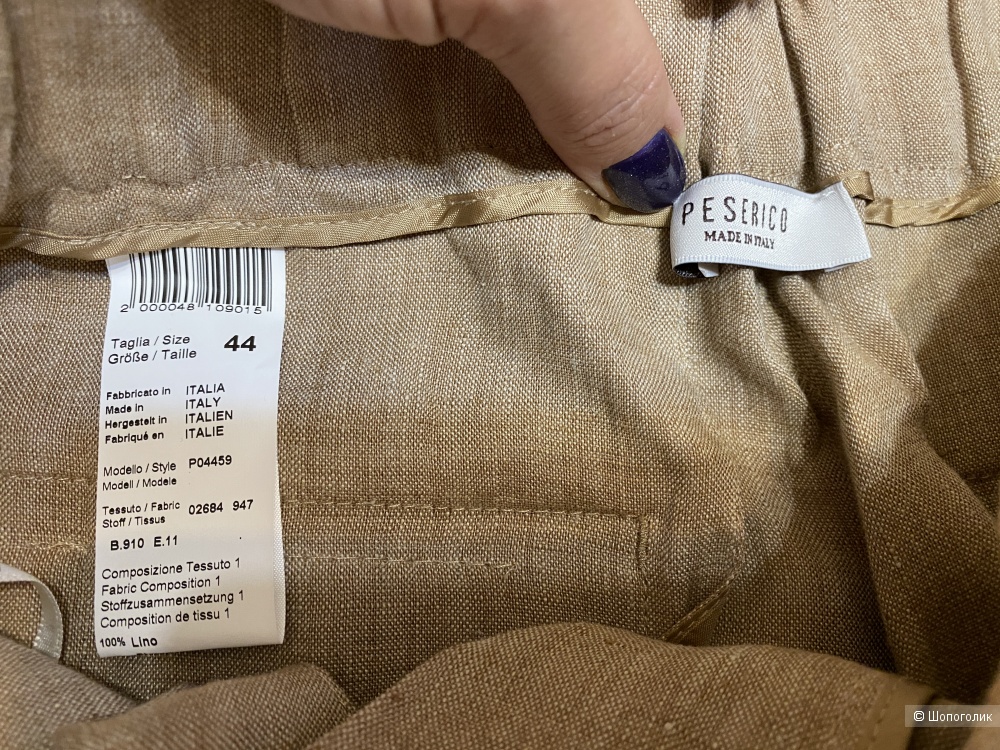 PESERICO
MADE IN ITALY
2 000048 109015
Taglia / Size 44
Größe / Taille
Fabbricato in ITALIA
Made in ITALY
Hergestellt in ITALIEN
Fabriqué en ITALIE
Modello / Style P04459
Modell / Modele
Tessuto / Fabric 02684 947
Stoff / Tissus
B.910 E.11
Composizione Tessuto 1
Fabric Composition 1
Stoffzusammensetzung 1
Composition de tissu 1
100% Lino
© Шопоголик